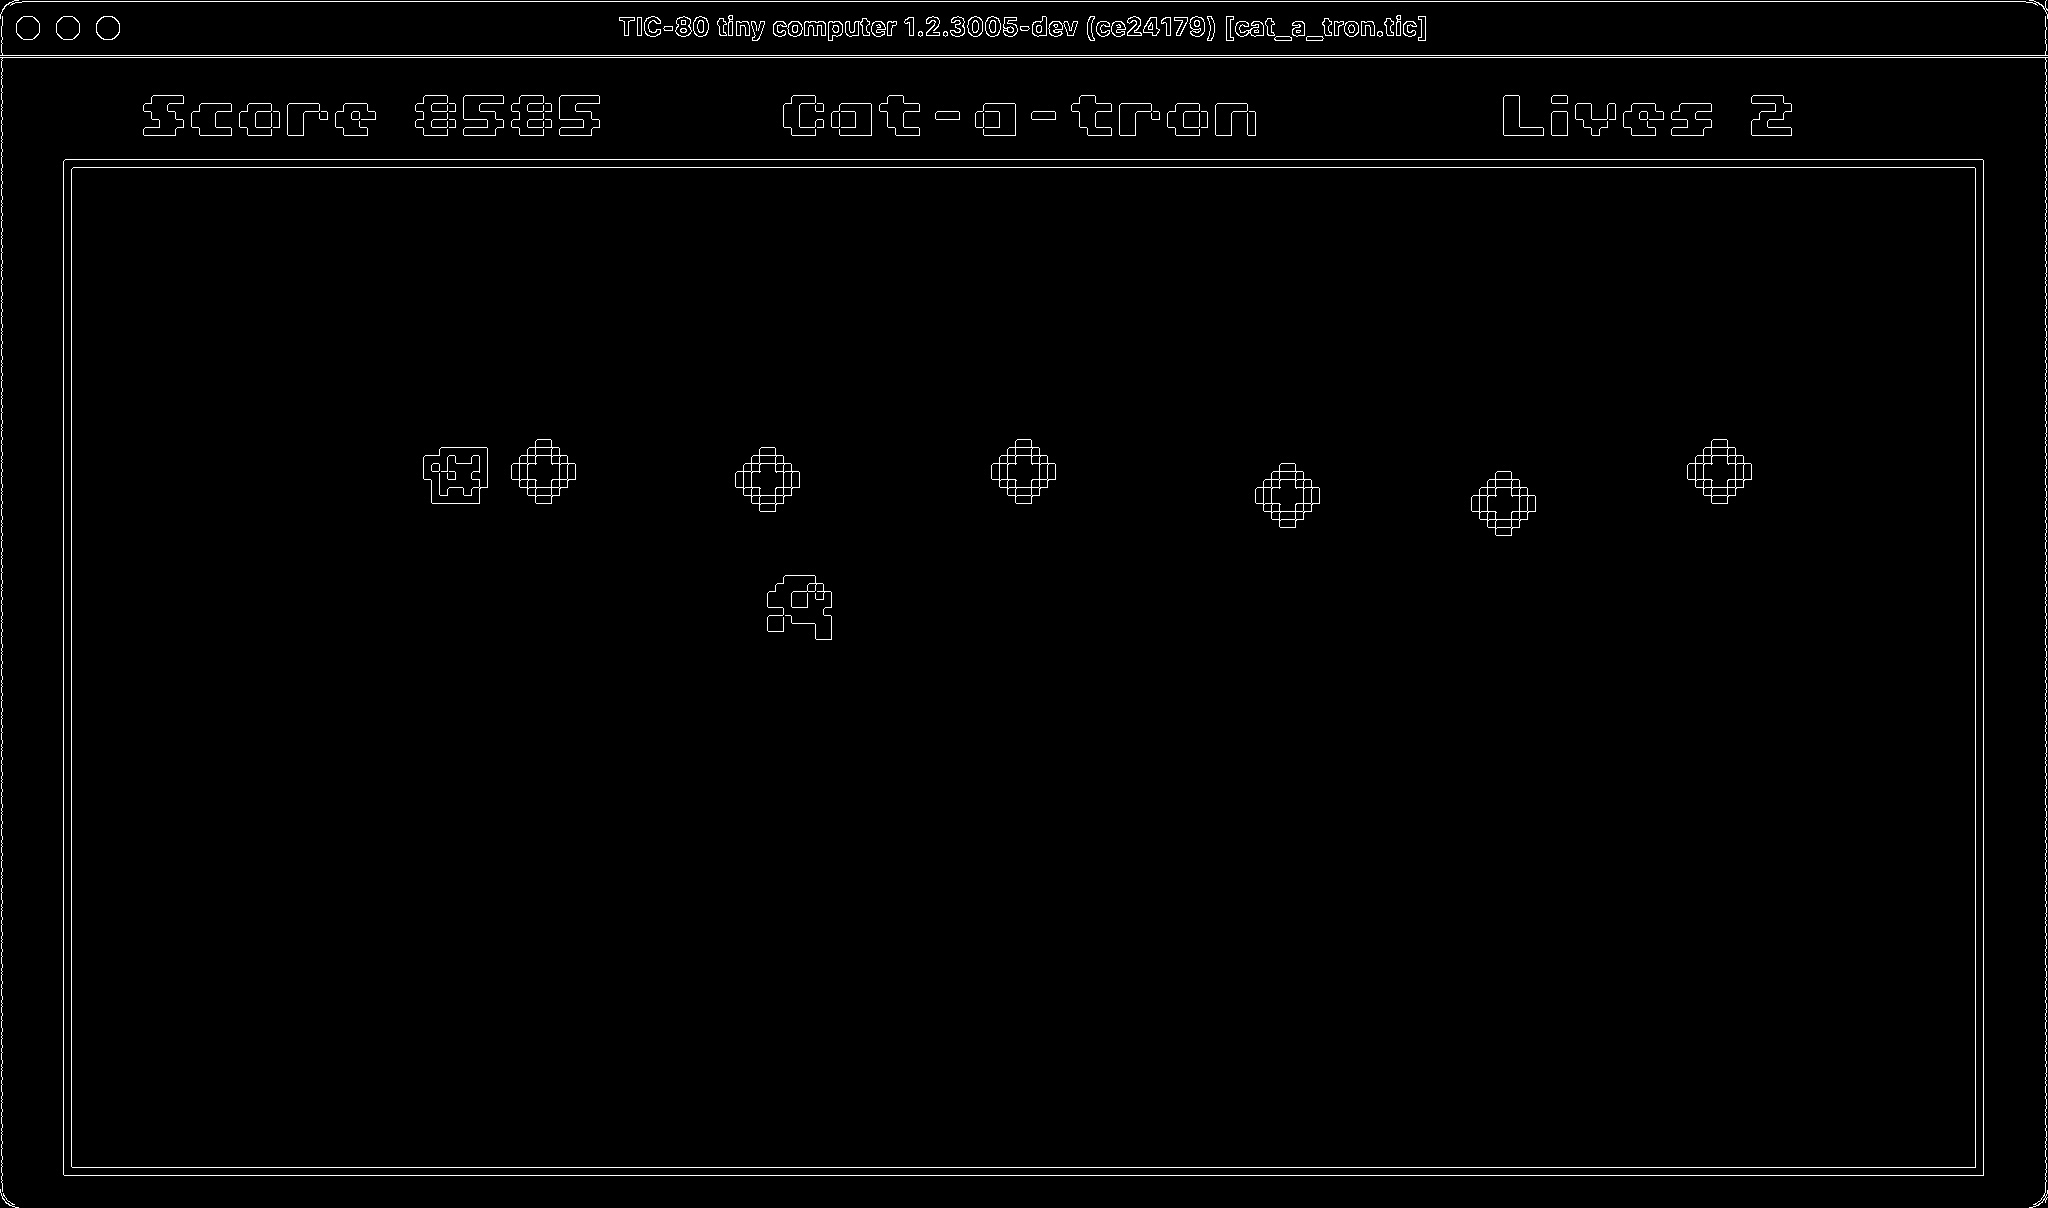 TIC-80 tiny computer 1.2.3005-dev (ce24179) [cat_a_tron.tic]
Score 8585 Cat-a-tron Lives 2